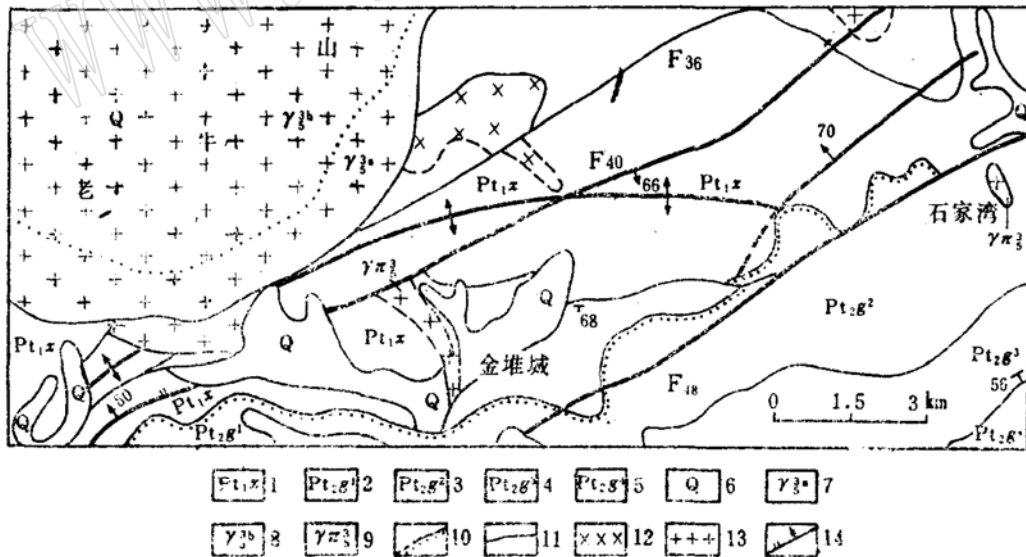 WWW
山
F36
Q
牛
γ₅³ᵇ
γ₅³ᵃ
Q
70
F40
老
66
Pt₁x
Pt₁x
石家湾
γπ₅³
γπ₅³
Q
Pt₂g²
Pt₁x
68
Q
Pt₁x
Pt₂g³
金堆城
Q
50
Pt₁x
Q
F48
56
0 1.5 3 km
Pt₂g¹
Pt₂g⁴
Pt₁x 1 Pt₂g¹ 2 Pt₂g² 3 Pt₂g³ 4 Pt₂g⁴ 5 Q 6 γ₅³ᵃ 7
γ₅³ᵇ 8 γπ₅³ 9 10 11 12 13 14